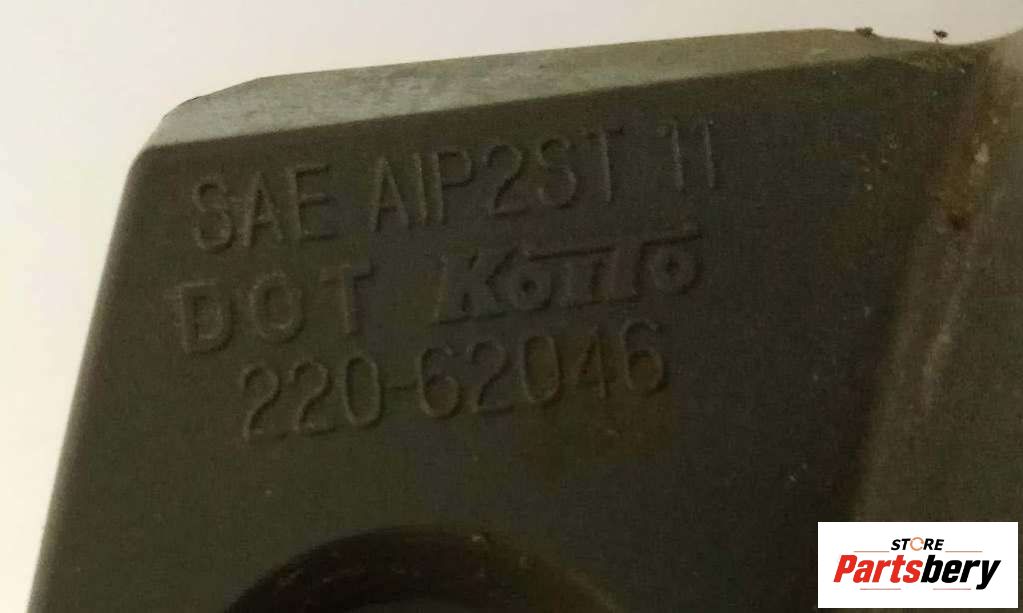 SAE AIP2ST 11
DOT KOITO
220-62046
STORE
Partsbery